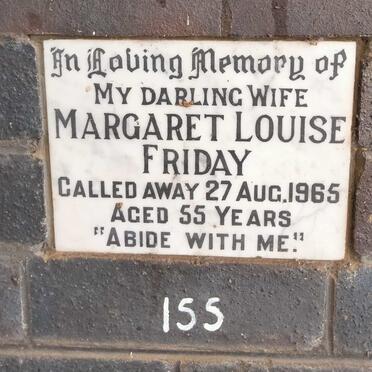 In Loving Memory of
MY DARLING WIFE
MARGARET LOUISE
FRIDAY
CALLED AWAY 27 AUG.1965
AGED 55 YEARS
"ABIDE WITH ME."
155